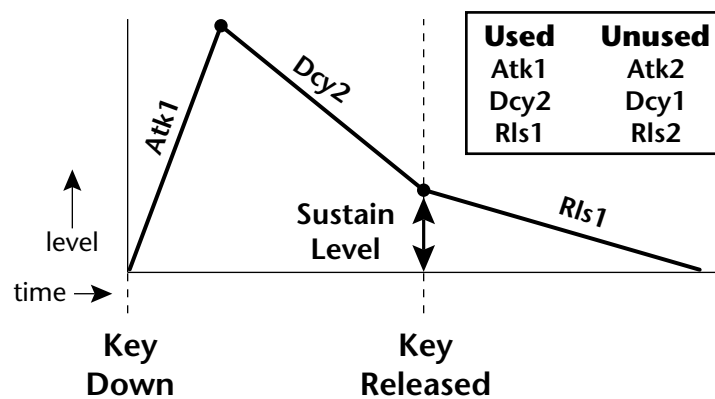 Used Unused
Atk1 Atk2
Dcy2 Dcy1
Rls1 Rls2
Atk1
Dcy2
Rls1
Sustain
Level
level
time
Key
Down
Key
Released